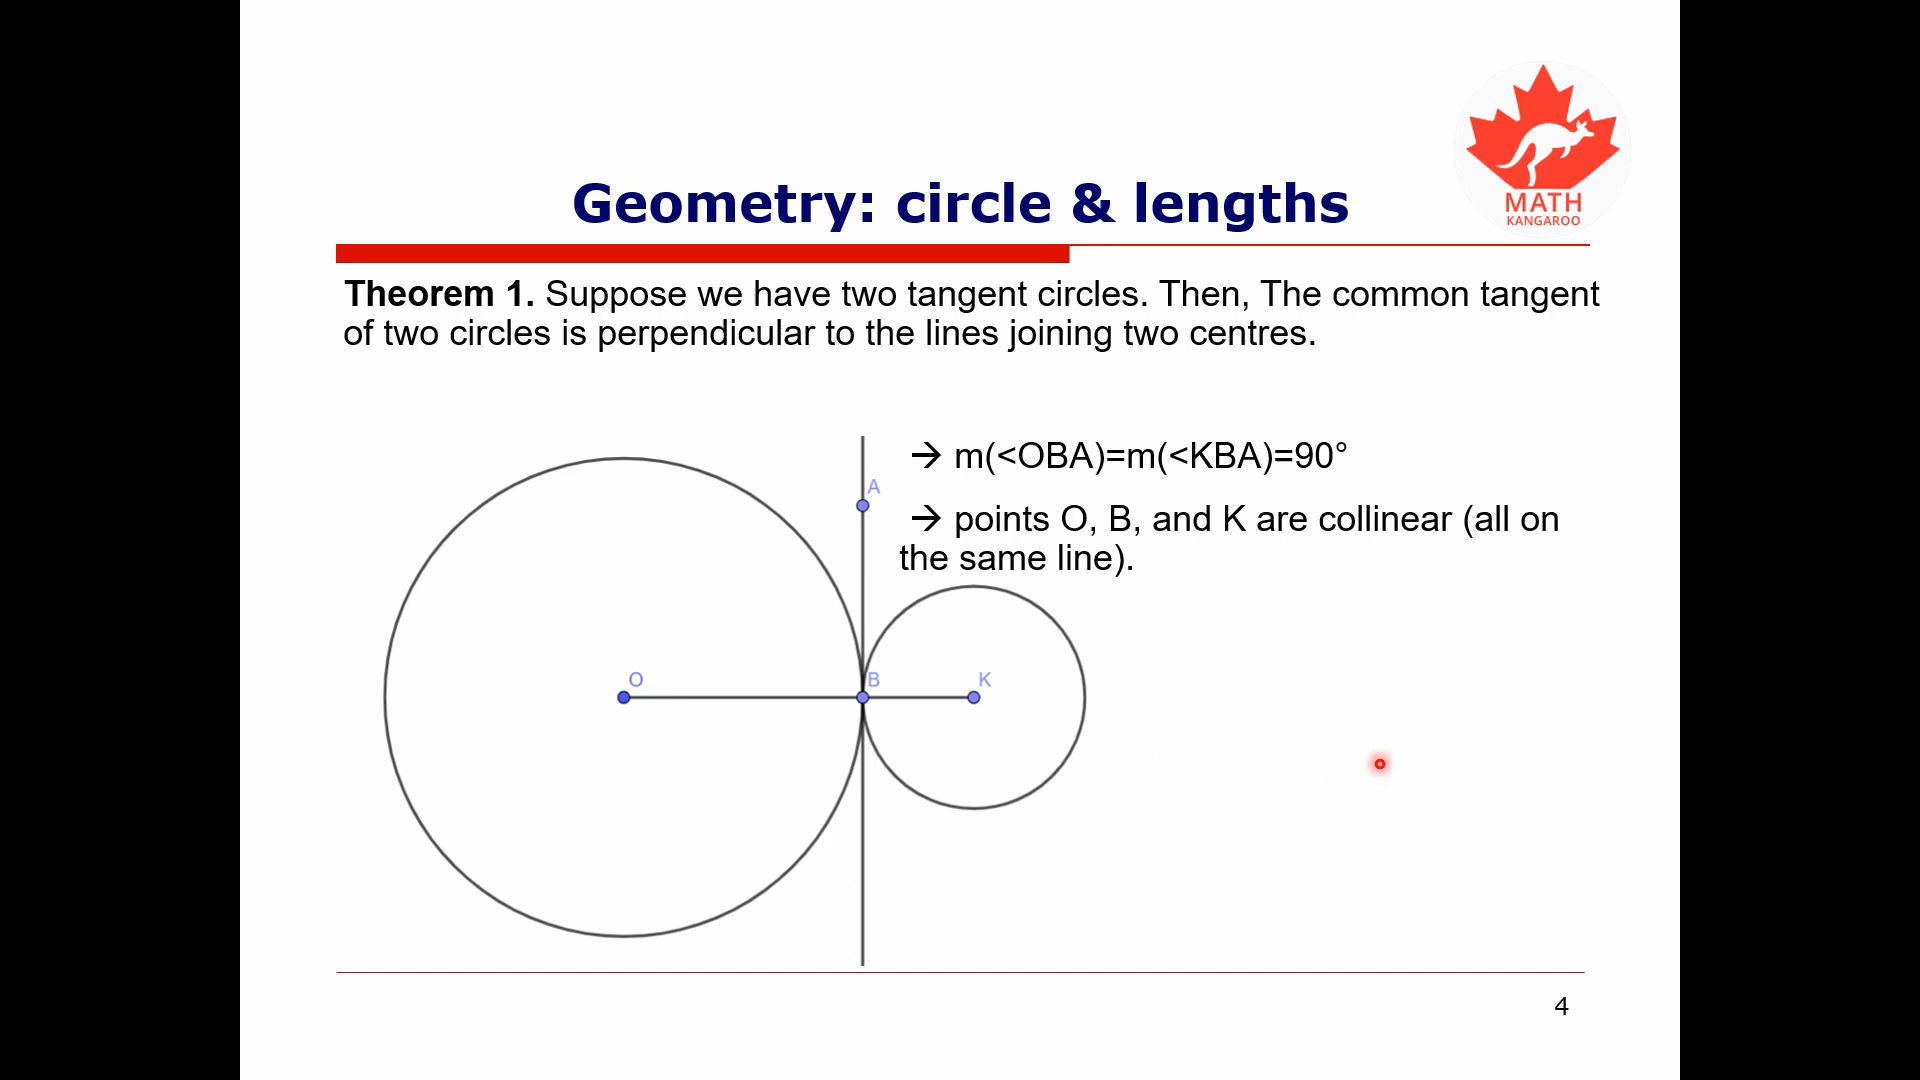 MATH
KANGAROO
Geometry: circle & lengths
Theorem 1. Suppose we have two tangent circles. Then, The common tangent
of two circles is perpendicular to the lines joining two centres.
→ m(<OBA)=m(<KBA)=90°
A
→ points O, B, and K are collinear (all on
the same line).
O
B
K
4